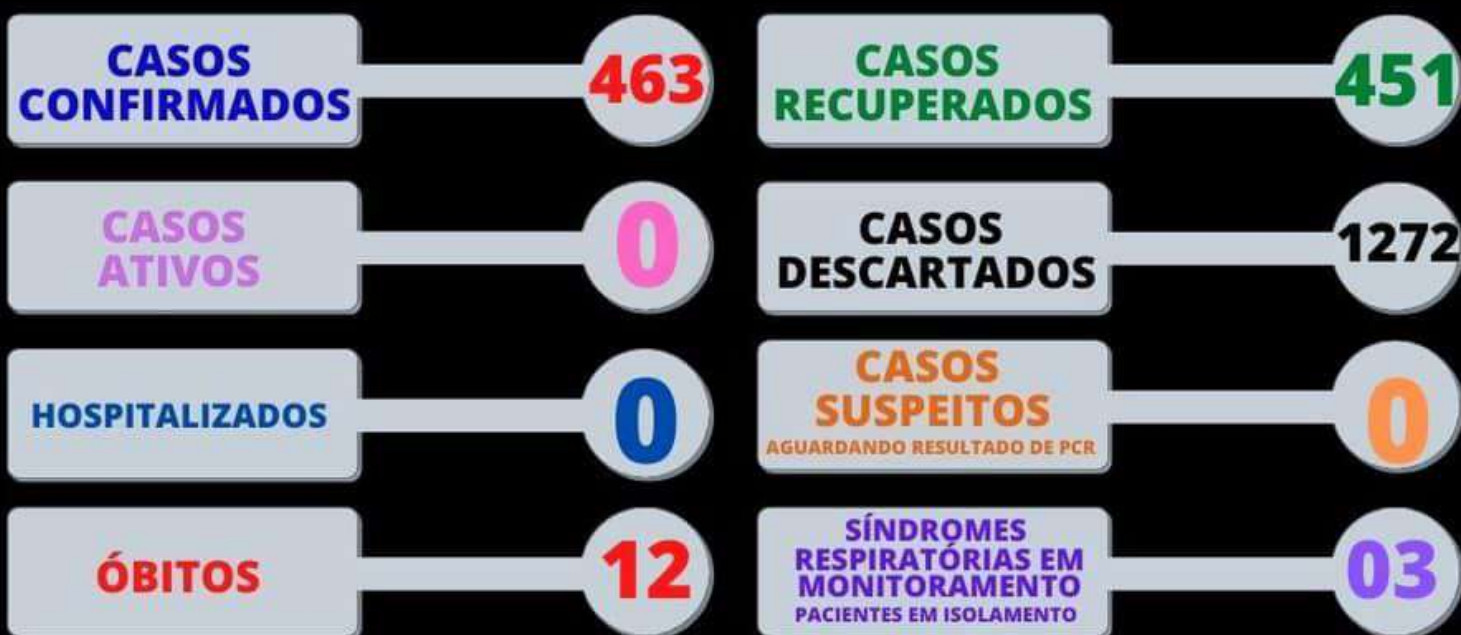 CASOS
CONFIRMADOS
463
CASOS
RECUPERADOS
451
CASOS
ATIVOS
0
CASOS
DESCARTADOS
1272
HOSPITALIZADOS
0
CASOS
SUSPEITOS
AGUARDANDO RESULTADO DE PCR
0
ÓBITOS
12
SÍNDROMES
RESPIRATÓRIAS EM
MONITORAMENTO
PACIENTES EM ISOLAMENTO
03